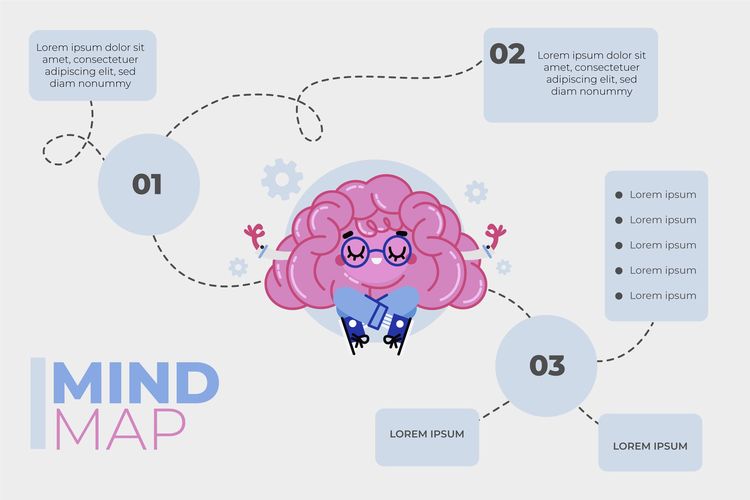 Lorem ipsum dolor sit
amet, consectetuer
adipiscing elit, sed
diam nonummy
01
02
Lorem ipsum dolor sit
amet, consectetuer
adipiscing elit, sed
diam nonummy
Lorem ipsum
Lorem ipsum
Lorem ipsum
Lorem ipsum
Lorem ipsum
03
LOREM IPSUM
LOREM IPSUM
MIND
MAP